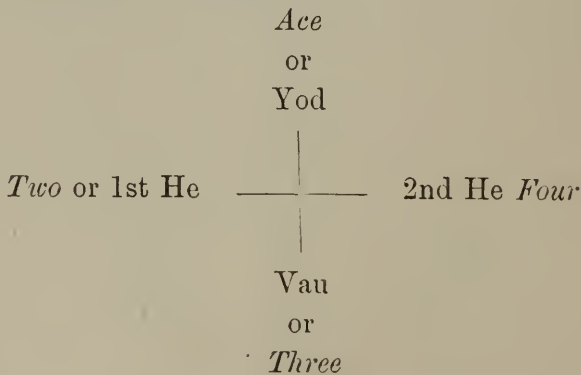 Ace
or
Yod
Two or 1st He 2nd He Four
Vau
or
Three